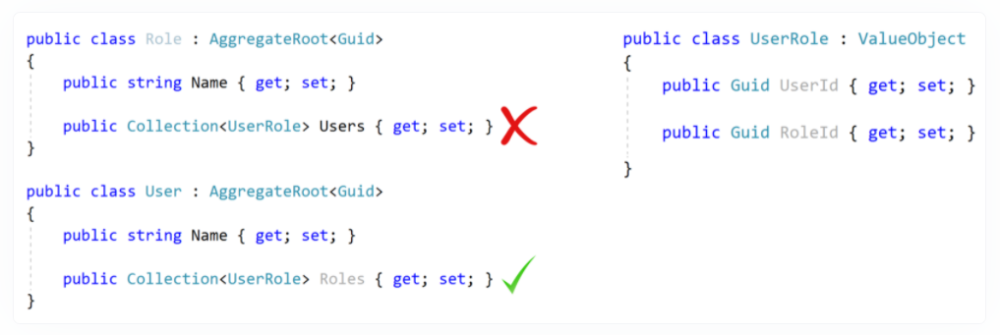 public class Role : AggregateRoot<Guid>
{
public string Name { get; set; }
public Collection<UserRole> Users { get; set; }
}
public class User : AggregateRoot<Guid>
{
public string Name { get; set; }
public Collection<UserRole> Roles { get; set; }
}
public class UserRole : ValueObject
{
public Guid UserId { get; set; }
public Guid RoleId { get; set; }
}